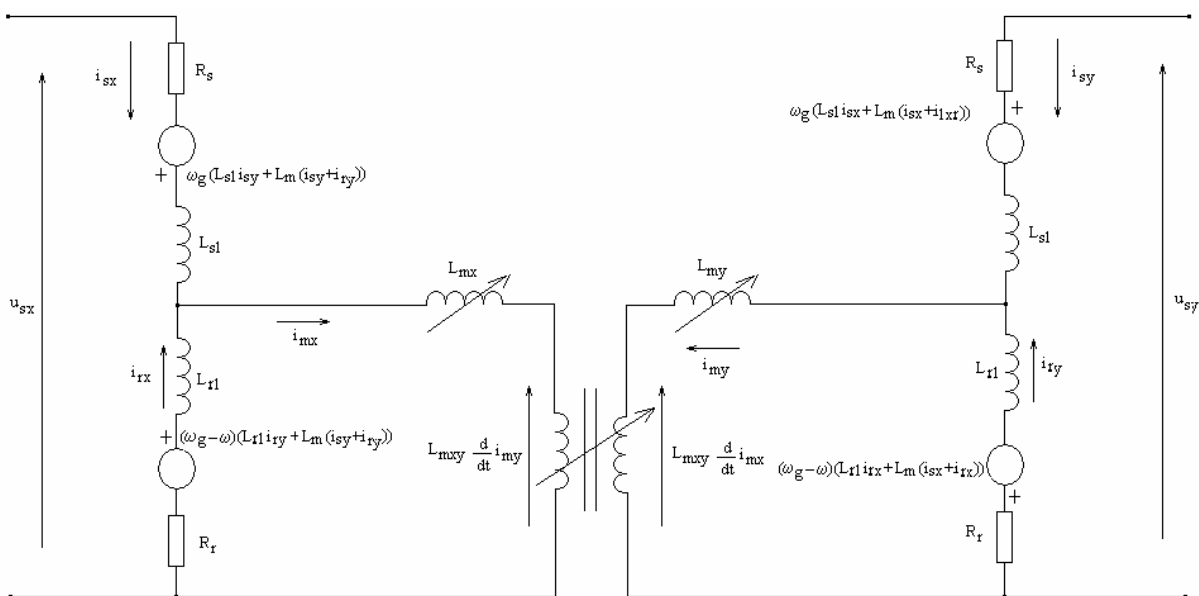 i_sx
R_s
R_s
i_sy
ω_g(L_sl i_sx + L_m(i_sx+i_lxr))
ω_g(L_sl i_sy + L_m(i_sy+i_ry))
L_sl
L_sl
L_mx
L_my
u_sx
u_sy
i_mx
i_my
i_rx
L_rl
L_rl
i_ry
(ω_g-ω)(L_rl i_ry + L_m(i_sy+i_ry))
L_mxy d/dt i_my
L_mxy d/dt i_mx
(ω_g-ω)(L_rl i_rx + L_m(i_sx+i_rx))
R_r
R_r
+
+
+
+